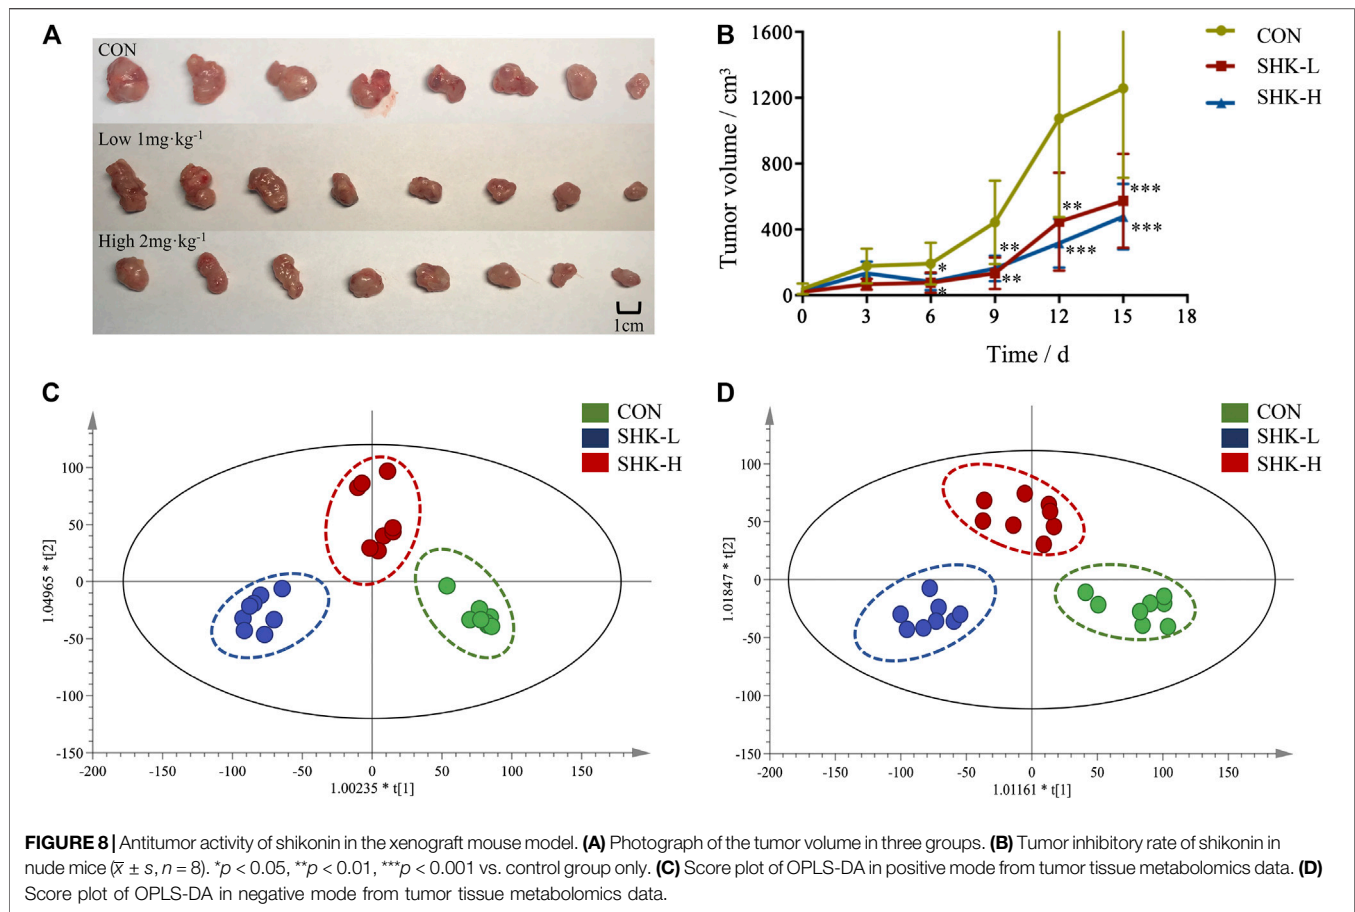 A
CON
Low 1mg·kg⁻¹
High 2mg·kg⁻¹
1cm
B
Tumor volume / cm³
1600
1200
800
400
0
0 3 6 9 12 15 18
Time / d
CON
SHK-L
SHK-H
*
*
**
**
**
***
***
***
C
CON
SHK-L
SHK-H
1.04965 * t[2]
100
50
0
-50
-100
-150
-200 -150 -100 -50 0 50 100 150
1.00235 * t[1]
D
CON
SHK-L
SHK-H
1.01847 * t[2]
100
50
0
-50
-100
-150
-200 -150 -100 -50 0 50 100 150
1.01161 * t[1]
FIGURE 8 | Antitumor activity of shikonin in the xenograft mouse model. (A) Photograph of the tumor volume in three groups. (B) Tumor inhibitory rate of shikonin in
nude mice (x̅ ± s, n = 8). *p < 0.05, **p < 0.01, ***p < 0.001 vs. control group only. (C) Score plot of OPLS-DA in positive mode from tumor tissue metabolomics data. (D)
Score plot of OPLS-DA in negative mode from tumor tissue metabolomics data.